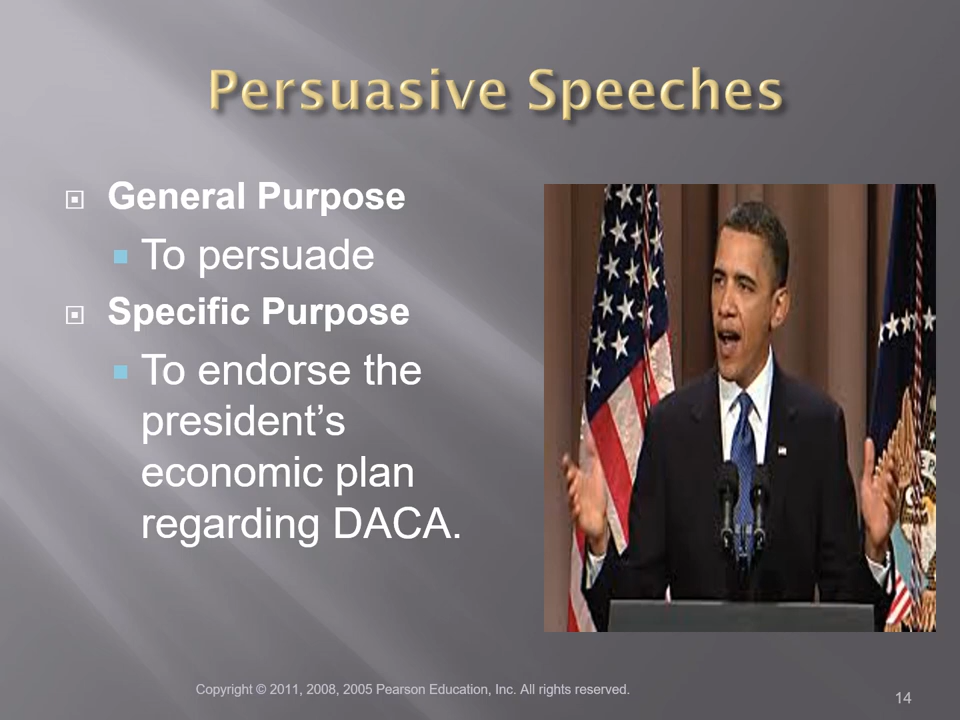 Persuasive Speeches
General Purpose
To persuade
Specific Purpose
To endorse the
president’s
economic plan
regarding DACA.
Copyright © 2011, 2008, 2005 Pearson Education, Inc. All rights reserved.
14